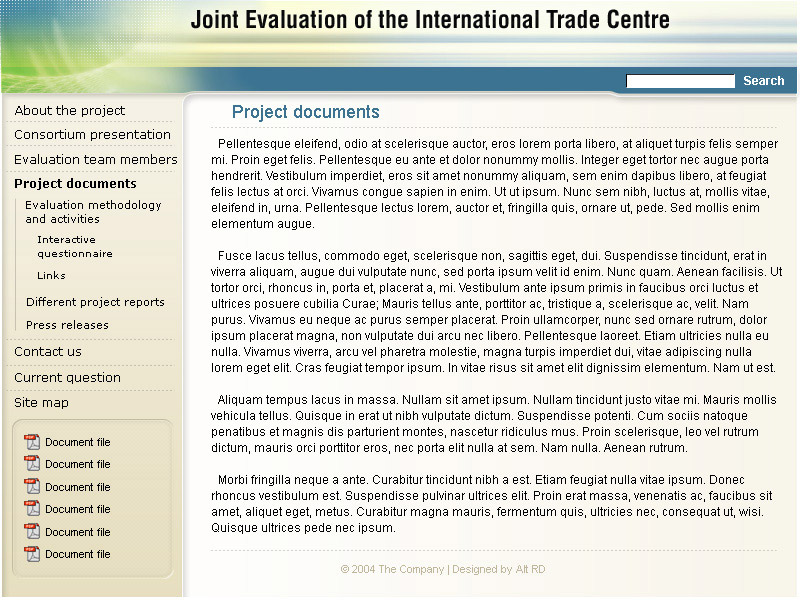 Joint Evaluation of the International Trade Centre
Search
About the project
Consortium presentation
Evaluation team members
Project documents
Evaluation methodology
and activities
Interactive
questionnaire
Links
Different project reports
Press releases
Contact us
Current question
Site map
Document file
Document file
Document file
Document file
Document file
Document file
Project documents
Pellentesque eleifend, odio at scelerisque auctor, eros lorem porta libero, at aliquet turpis felis semper
mi. Proin eget felis. Pellentesque eu ante et dolor nonummy mollis. Integer eget tortor nec augue porta
hendrerit. Vestibulum imperdiet, eros sit amet nonummy aliquam, sem enim dapibus libero, at feugiat
felis lectus at orci. Vivamus congue sapien in enim. Ut ut ipsum. Nunc sem nibh, luctus at, mollis vitae,
eleifend in, urna. Pellentesque lectus lorem, auctor et, fringilla quis, ornare ut, pede. Sed mollis enim
elementum augue.
Fusce lacus tellus, commodo eget, scelerisque non, sagittis eget, dui. Suspendisse tincidunt, erat in
viverra aliquam, augue dui vulputate nunc, sed porta ipsum velit id enim. Nunc quam. Aenean facilisis. Ut
tortor orci, rhoncus in, porta et, placerat a, mi. Vestibulum ante ipsum primis in faucibus orci luctus et
ultrices posuere cubilia Curae; Mauris tellus ante, porttitor ac, tristique a, scelerisque ac, velit. Nam
purus. Vivamus eu neque ac purus semper placerat. Proin ullamcorper, nunc sed ornare rutrum, dolor
ipsum placerat magna, non vulputate dui arcu nec libero. Pellentesque laoreet. Etiam ultricies nulla eu
nulla. Vivamus viverra, arcu vel pharetra molestie, magna turpis imperdiet dui, vitae adipiscing nulla
lorem eget elit. Cras feugiat tempor ipsum. In vitae risus sit amet elit dignissim elementum. Nam ut est.
Aliquam tempus lacus in massa. Nullam sit amet ipsum. Nullam tincidunt justo vitae mi. Mauris mollis
vehicula tellus. Quisque in erat ut nibh vulputate dictum. Suspendisse potenti. Cum sociis natoque
penatibus et magnis dis parturient montes, nascetur ridiculus mus. Proin scelerisque, leo vel rutrum
dictum, mauris orci porttitor eros, nec porta elit nulla at sem. Nam nulla. Aenean rutrum.
Morbi fringilla neque a ante. Curabitur tincidunt nibh a est. Etiam feugiat nulla vitae ipsum. Donec
rhoncus vestibulum est. Suspendisse pulvinar ultrices elit. Proin erat massa, venenatis ac, faucibus sit
amet, aliquet eget, metus. Curabitur magna mauris, fermentum quis, ultricies nec, consequat ut, wisi.
Quisque ultrices pede nec ipsum.
© 2004 The Company | Designed by Alt RD